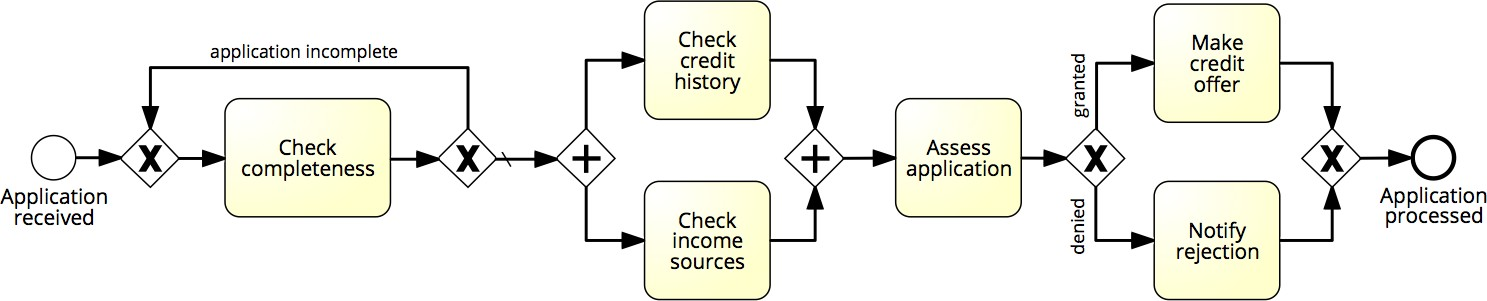 application incomplete
Application
received
Check
completeness
Check
credit
history
Check
income
sources
Assess
application
granted
denied
Make
credit
offer
Notify
rejection
Application
processed